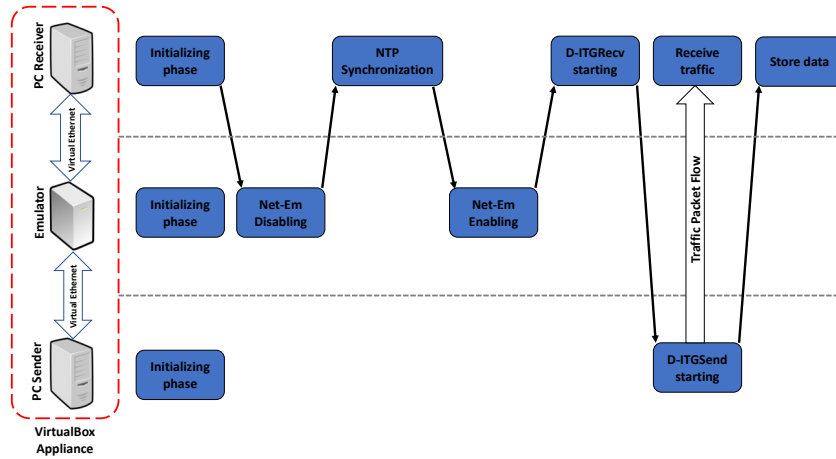 PC Receiver
Virtual Ethernet
Emulator
Virtual Ethernet
PC Sender
VirtualBox
Appliance
Initializing
phase
NTP
Synchronization
D-ITGRecv
starting
Receive
traffic
Store data
Initializing
phase
Net-Em
Disabling
Net-Em
Enabling
Traffic Packet Flow
Initializing
phase
D-ITGSend
starting